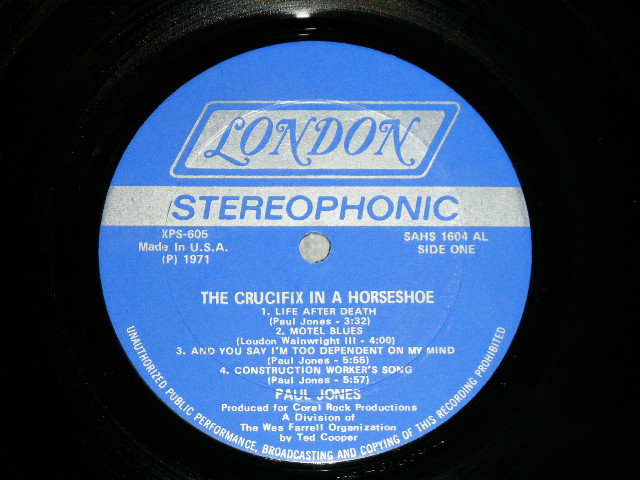 LONDON
STEREOPHONIC
XPS-605
Made In U.S.A.
(P) 1971
SAHS 1604 AL
SIDE ONE
THE CRUCIFIX IN A HORSESHOE
1. LIFE AFTER DEATH
(Paul Jones - 3:32)
2. MOTEL BLUES
(Loudon Wainwright III - 4:00)
3. AND YOU SAY I'M TOO DEPENDENT ON MY MIND
(Paul Jones - 5:55)
4. CONSTRUCTION WORKER'S SONG
(Paul Jones - 5:57)
PAUL JONES
Produced for Coral Rock Productions
A Division of
The Wes Farrell Organization
by Ted Cooper
UNAUTHORIZED PUBLIC PERFORMANCE, BROADCASTING AND COPYING OF THIS RECORDING PROHIBITED